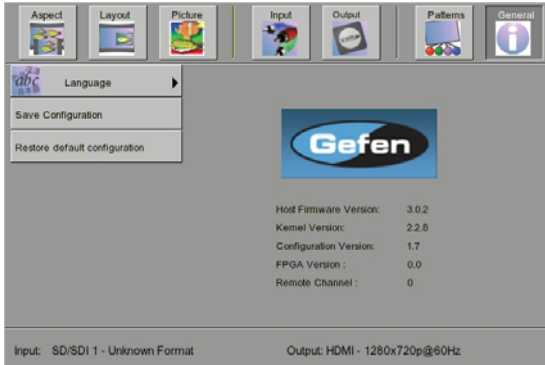 Aspect Layout Picture Input Output Patterns General
abc Language
Save Configuration
Restore default configuration
Gefen
Host Firmware Version: 3.0.2
Kernel Version: 2.2.8
Configuration Version: 1.7
FPGA Version : 0.0
Remote Channel : 0
Input: SD/SDI 1 - Unknown Format Output: HDMI - 1280x720p@60Hz